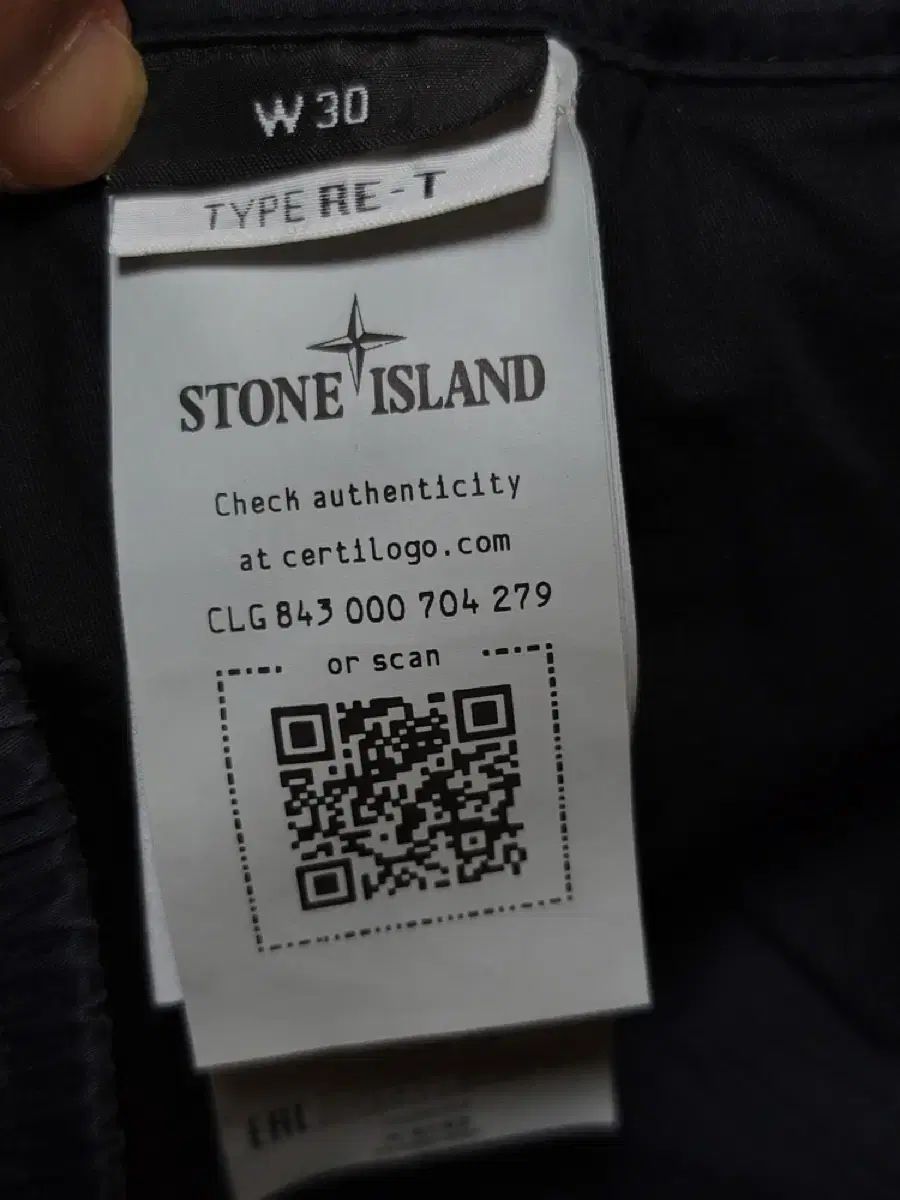 W 30
TYPE RE-T
STONE ISLAND
Check authenticity
at certilogo.com
CLG 843 000 704 279
or scan